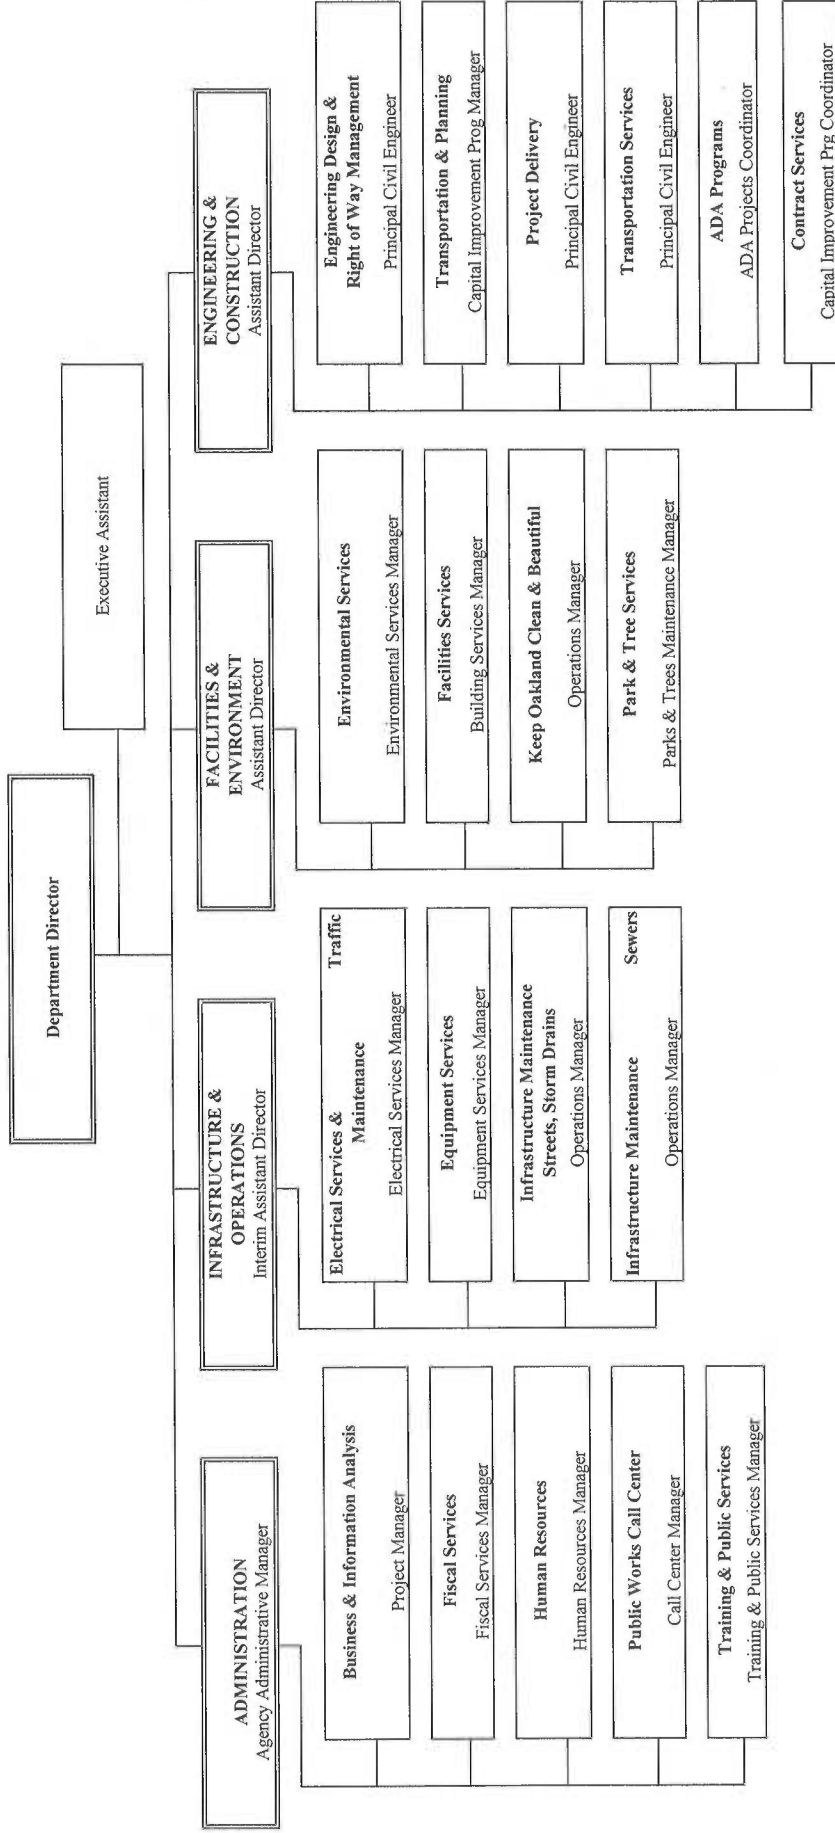 Department Director
Executive Assistant
ADMINISTRATION
Agency Administrative Manager
Business & Information Analysis
Project Manager
Fiscal Services
Fiscal Services Manager
Human Resources
Human Resources Manager
Public Works Call Center
Call Center Manager
Training & Public Services
Training & Public Services Manager
INFRASTRUCTURE &
OPERATIONS
Interim Assistant Director
Electrical Services & Traffic
Maintenance
Electrical Services Manager
Equipment Services
Equipment Services Manager
Infrastructure Maintenance
Streets, Storm Drains
Operations Manager
Infrastructure Maintenance Sewers
Operations Manager
FACILITIES &
ENVIRONMENT
Assistant Director
Environmental Services
Environmental Services Manager
Facilities Services
Building Services Manager
Keep Oakland Clean & Beautiful
Operations Manager
Park & Tree Services
Parks & Trees Maintenance Manager
ENGINEERING &
CONSTRUCTION
Assistant Director
Engineering Design &
Right of Way Management
Principal Civil Engineer
Transportation & Planning
Capital Improvement Prog Manager
Project Delivery
Principal Civil Engineer
Transportation Services
Principal Civil Engineer
ADA Programs
ADA Projects Coordinator
Contract Services
Capital Improvement Prg Coordinator